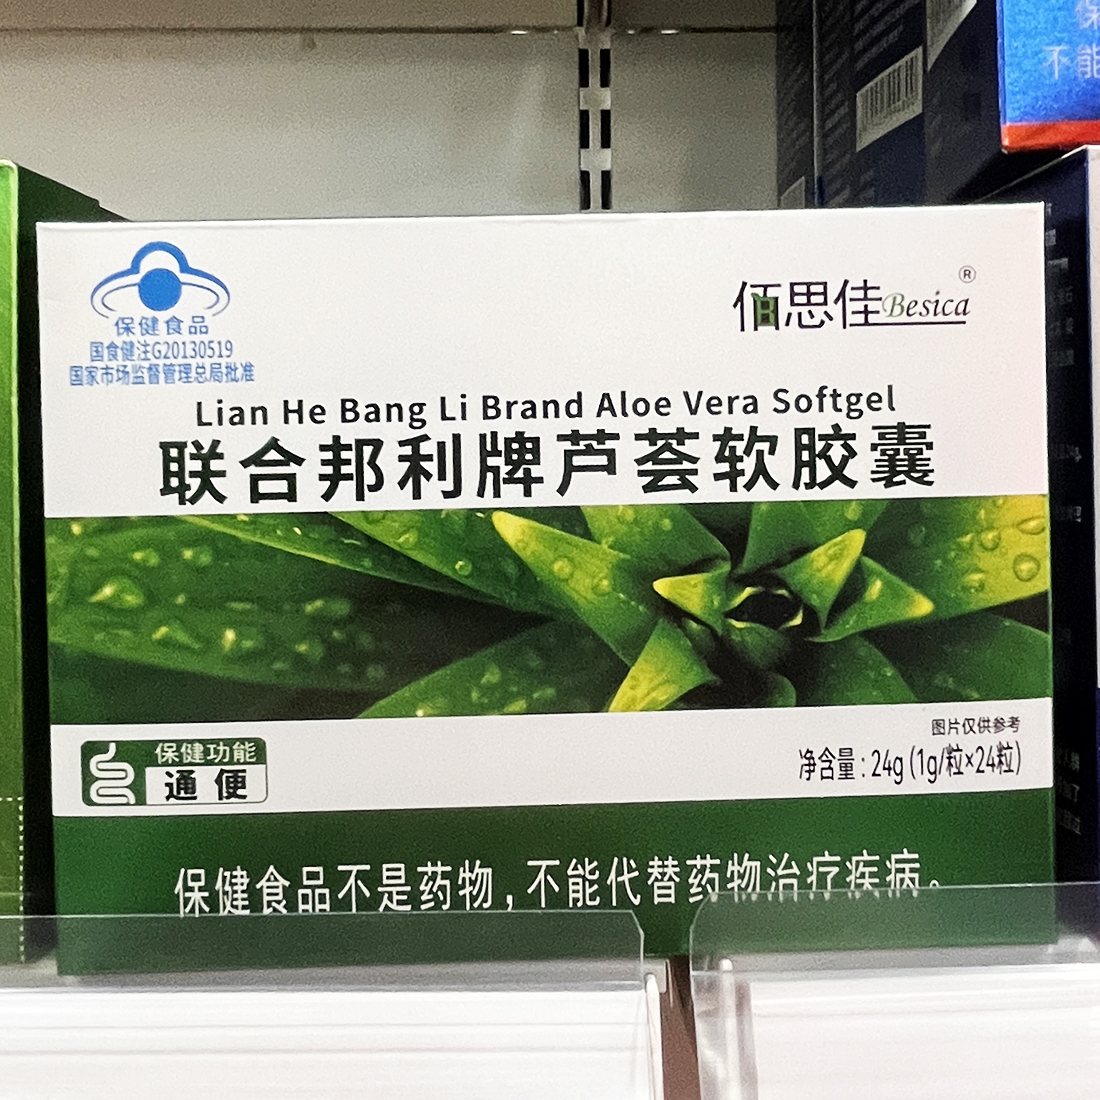 保健食品
国食健注G20130519
国家市场监督管理总局批准
佰思佳Besica®
Lian He Bang Li Brand Aloe Vera Softgel
联合邦利牌芦荟软胶囊
图片仅供参考
净含量:24g(1g/粒×24粒)
保健功能
通便
保健食品不是药物,不能代替药物治疗疾病。
保
不能